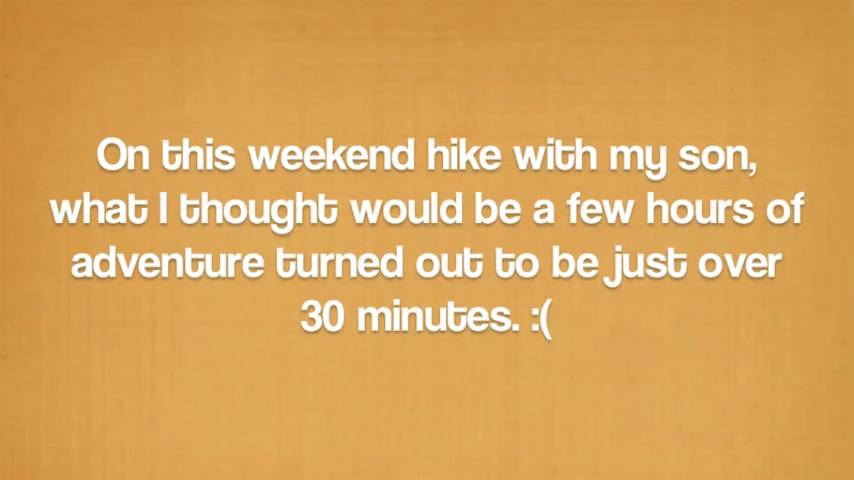 On this weekend hike with my son,
what I thought would be a few hours of
adventure turned out to be just over
30 minutes. :(